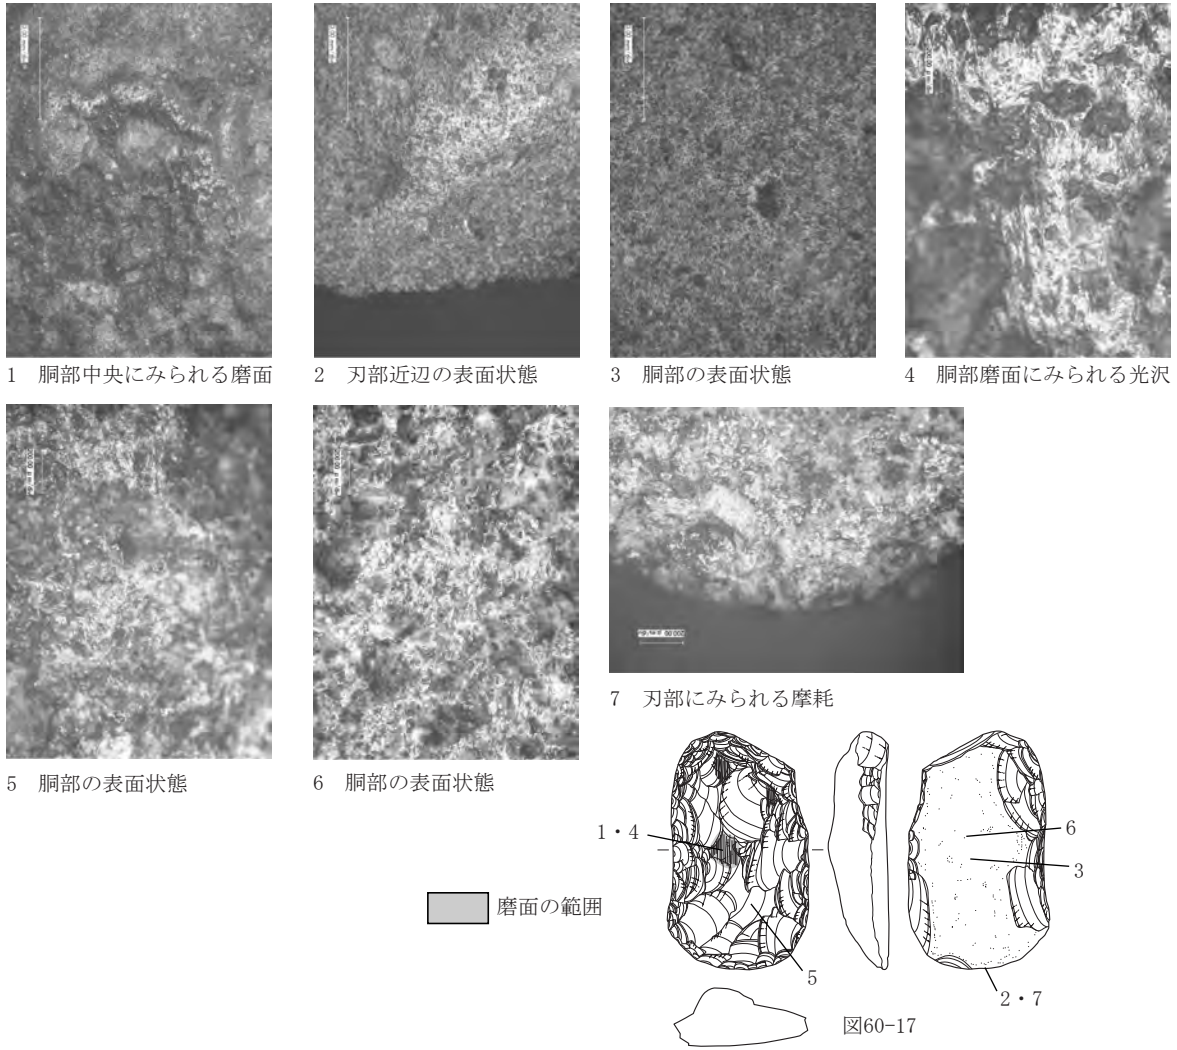 1　胴部中央にみられる磨面
2　刃部近辺の表面状態
3　胴部の表面状態
4　胴部磨面にみられる光沢
5　胴部の表面状態
6　胴部の表面状態
7　刃部にみられる摩耗
1・4
6
3
磨面の範囲
5
2・7
図60-17